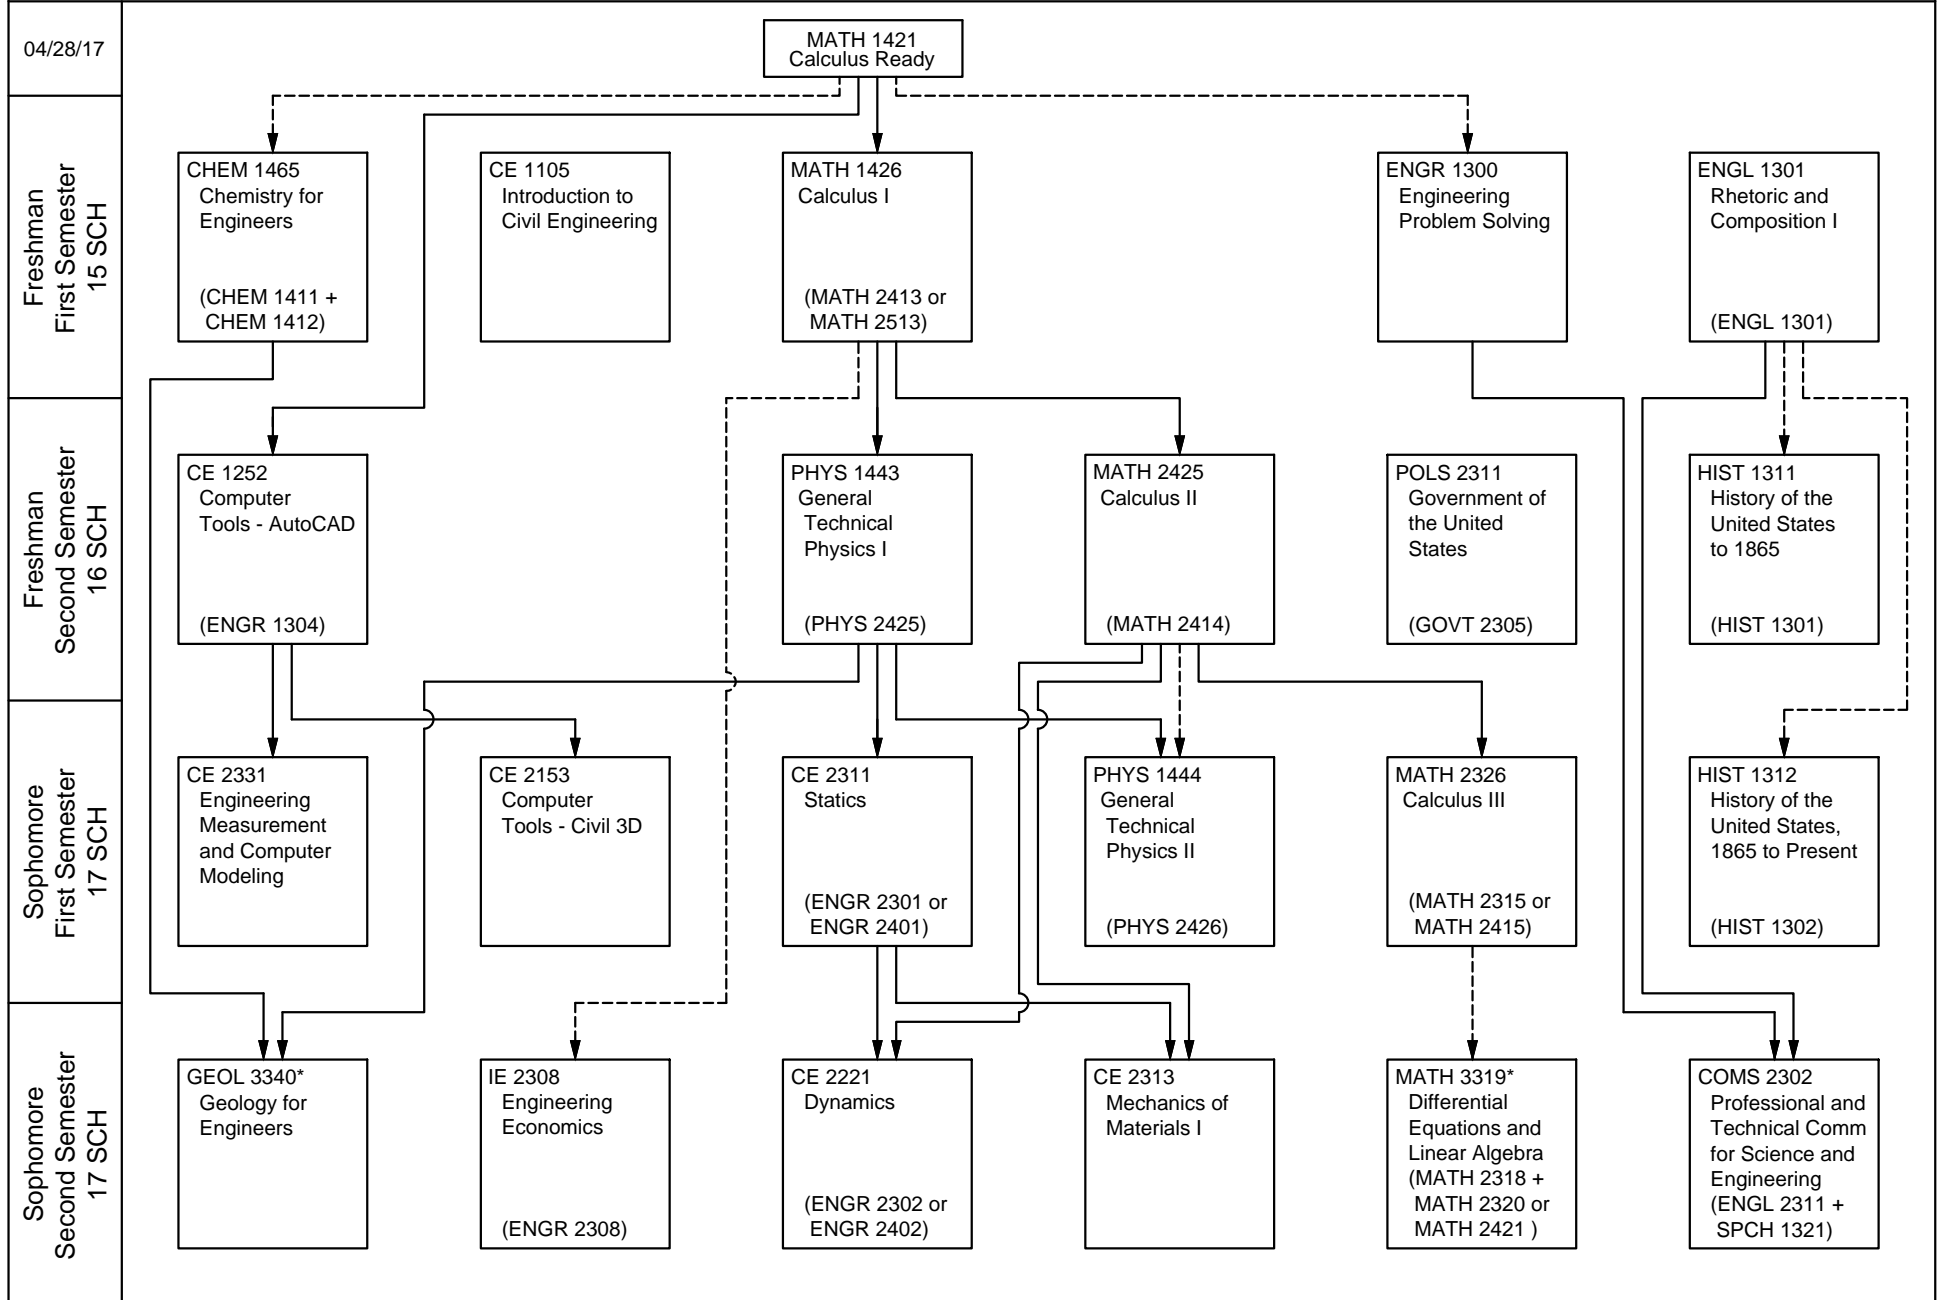 04/28/17
MATH 1421
Calculus Ready
Freshman
First Semester
15 SCH
CHEM 1465
Chemistry for
Engineers
(CHEM 1411 +
CHEM 1412)
CE 1105
Introduction to
Civil Engineering
MATH 1426
Calculus I
(MATH 2413 or
MATH 2513)
ENGR 1300
Engineering
Problem Solving
ENGL 1301
Rhetoric and
Composition I
(ENGL 1301)
Freshman
Second Semester
16 SCH
CE 1252
Computer
Tools - AutoCAD
(ENGR 1304)
PHYS 1443
General
Technical
Physics I
(PHYS 2425)
MATH 2425
Calculus II
(MATH 2414)
POLS 2311
Government of
the United
States
(GOVT 2305)
HIST 1311
History of the
United States
to 1865
(HIST 1301)
Sophomore
First Semester
17 SCH
CE 2331
Engineering
Measurement
and Computer
Modeling
CE 2153
Computer
Tools - Civil 3D
CE 2311
Statics
(ENGR 2301 or
ENGR 2401)
PHYS 1444
General
Technical
Physics II
(PHYS 2426)
MATH 2326
Calculus III
(MATH 2315 or
MATH 2415)
HIST 1312
History of the
United States,
1865 to Present
(HIST 1302)
Sophomore
Second Semester
17 SCH
GEOL 3340*
Geology for
Engineers
IE 2308
Engineering
Economics
(ENGR 2308)
CE 2221
Dynamics
(ENGR 2302 or
ENGR 2402)
CE 2313
Mechanics of
Materials I
MATH 3319*
Differential
Equations and
Linear Algebra
(MATH 2318 +
MATH 2320 or
MATH 2421 )
COMS 2302
Professional and
Technical Comm
for Science and
Engineering
(ENGL 2311 +
SPCH 1321)